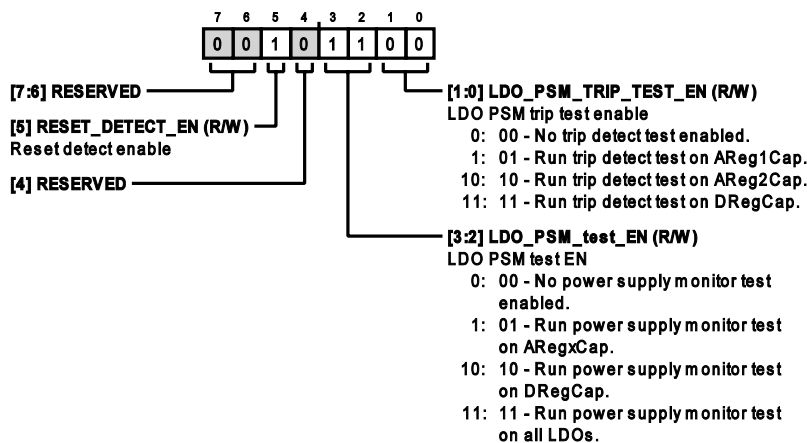 7 6 5 4 3 2 1 0
0 0 1 0 1 1 0 0
[7:6] RESERVED
[5] RESET_DETECT_EN (R/W)
Reset detect enable
[4] RESERVED
[1:0] LDO_PSM_TRIP_TEST_EN (R/W)
LDO PSM trip test enable
0: 00 - No trip detect test enabled.
1: 01 - Run trip detect test on AReg1Cap.
10: 10 - Run trip detect test on AReg2Cap.
11: 11 - Run trip detect test on DRegCap.
[3:2] LDO_PSM_test_EN (R/W)
LDO PSM test EN
0: 00 - No power supply monitor test
enabled.
1: 01 - Run power supply monitor test
on ARegxCap.
10: 10 - Run power supply monitor test
on DRegCap.
11: 11 - Run power supply monitor test
on all LDOs.